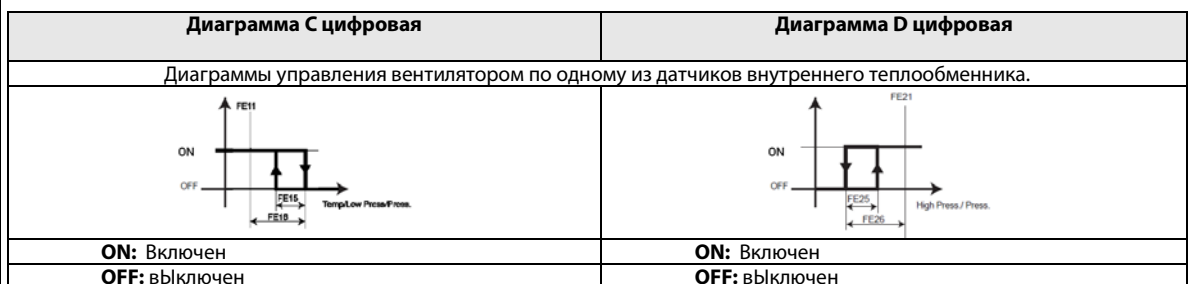 Диаграмма С цифровая
Диаграмма D цифровая
Диаграммы управления вентилятором по одному из датчиков внутреннего теплообменника.
FE11
ON
OFF
FE15
Temp/Low Press/Press.
FE16
FE21
ON
OFF
FE25
High Press./ Press.
FE26
ON: Включен
ON: Включен
OFF: вЫключен
OFF: вЫключен